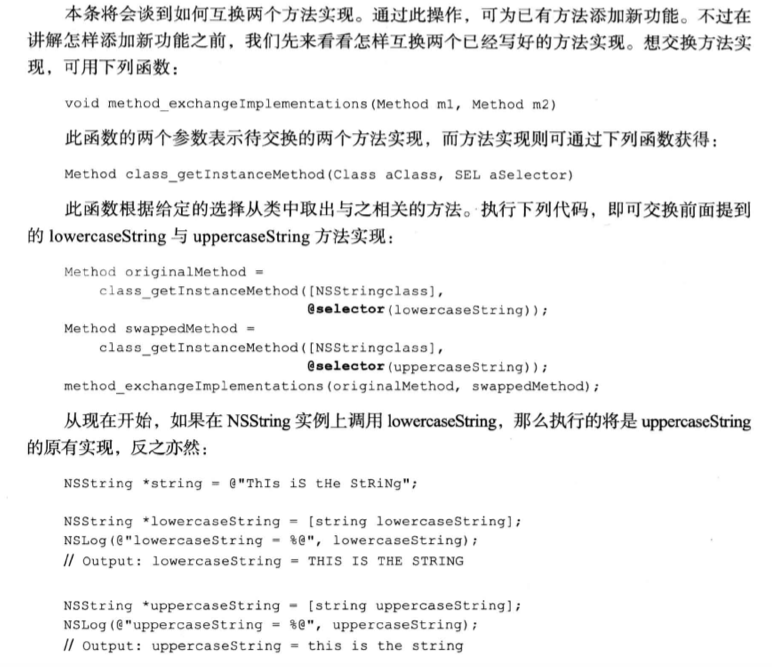 本条将会谈到如何互换两个方法实现。通过此操作，可为已有方法添加新功能。不过在
讲解怎样添加新功能之前，我们先来看看怎样互换两个已经写好的方法实现。想交换方法实
现，可用下列函数：
void method_exchangeImplementations(Method m1, Method m2)
此函数的两个参数表示待交换的两个方法实现，而方法实现则可通过下列函数获得：
Method class_getInstanceMethod(Class aClass, SEL aSelector)
此函数根据给定的选择从类中取出与之相关的方法。执行下列代码，即可交换前面提到
的 lowercaseString 与 uppercaseString 方法实现：
Method originalMethod =
class_getInstanceMethod([NSStringclass],
@selector(lowercaseString));
Method swappedMethod =
class_getInstanceMethod([NSStringclass],
@selector(uppercaseString));
method_exchangeImplementations(originalMethod, swappedMethod);
从现在开始，如果在 NSString 实例上调用 lowercaseString，那么执行的将是 uppercaseString
的原有实现，反之亦然：
NSString *string = @"ThIs iS tHe StRiNg";
NSString *lowercaseString = [string lowercaseString];
NSLog(@"lowercaseString = %@", lowercaseString);
// Output: lowercaseString = THIS IS THE STRING
NSString *uppercaseString = [string uppercaseString];
NSLog(@"uppercaseString = %@", uppercaseString);
// Output: uppercaseString = this is the string